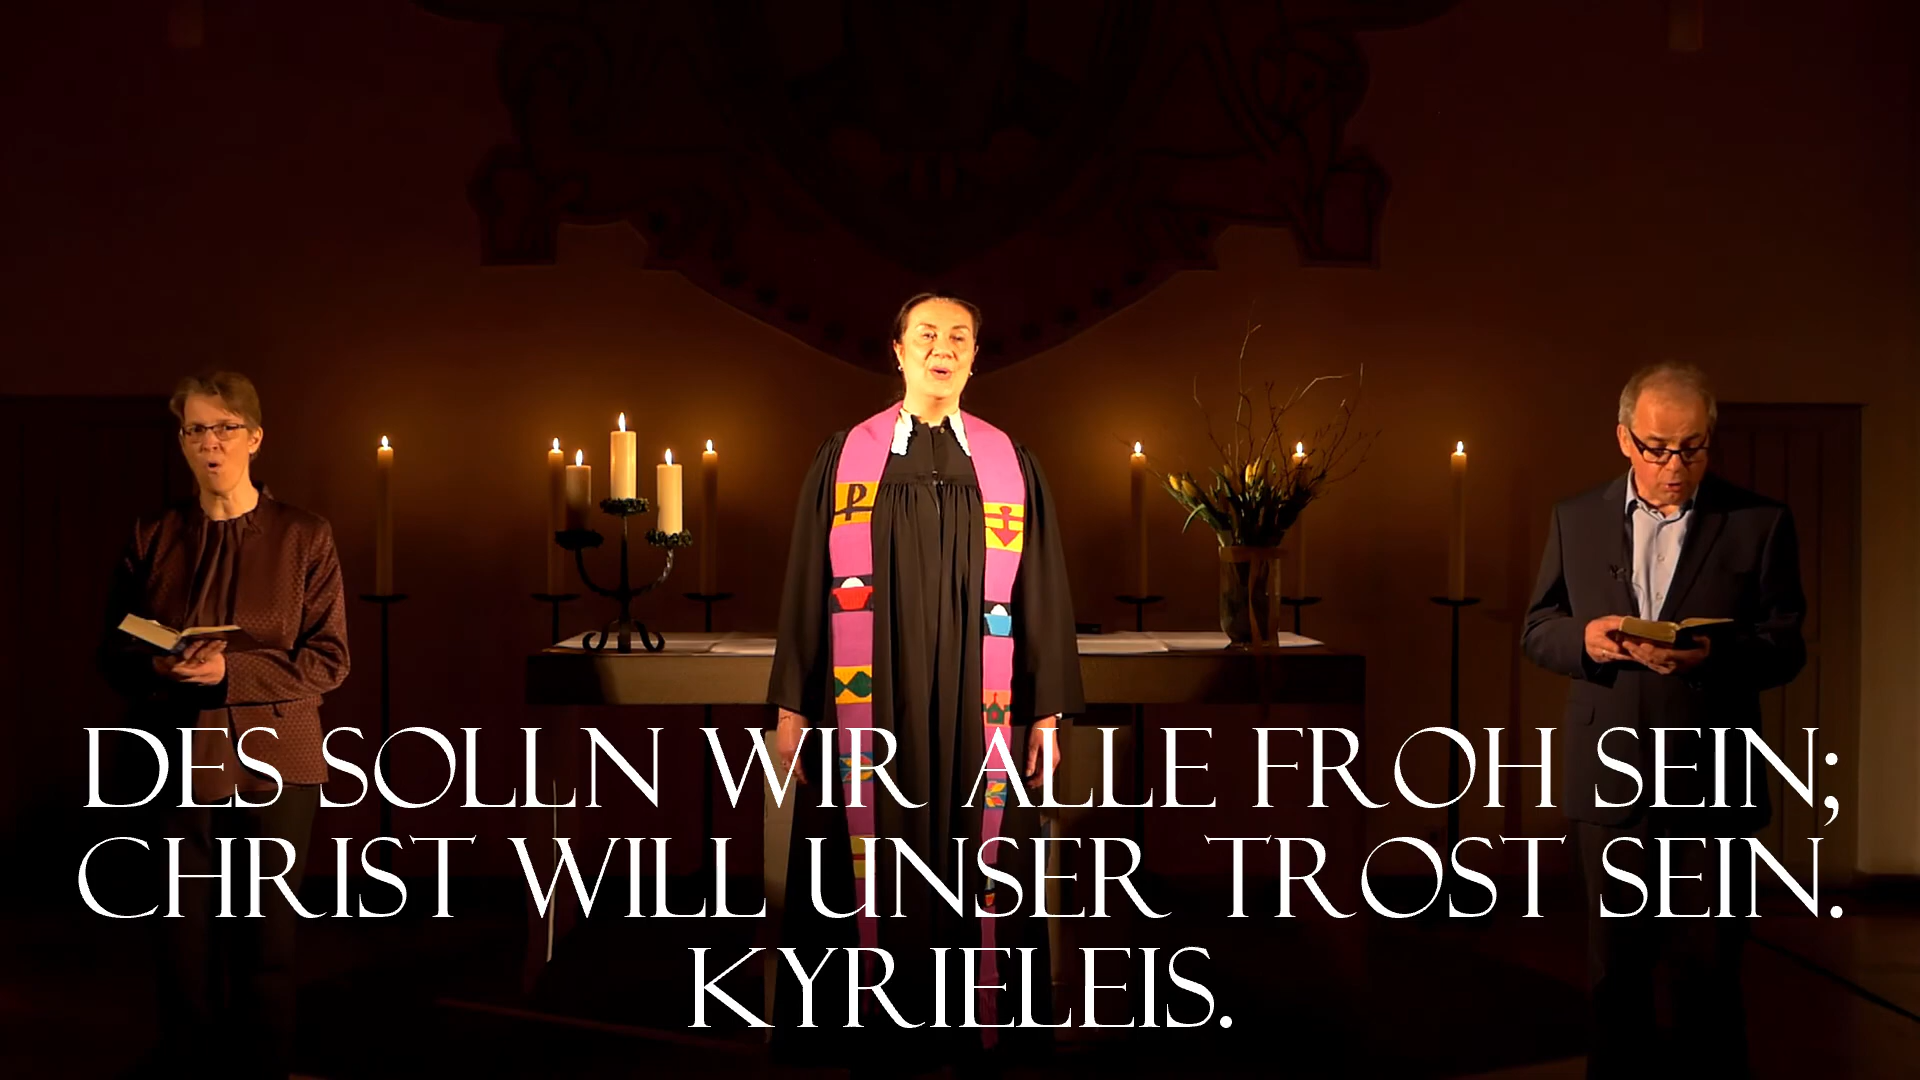 DES SOLLN WIR ALLE FROH SEIN;
CHRIST WILL UNSER TROST SEIN.
KYRIELEIS.